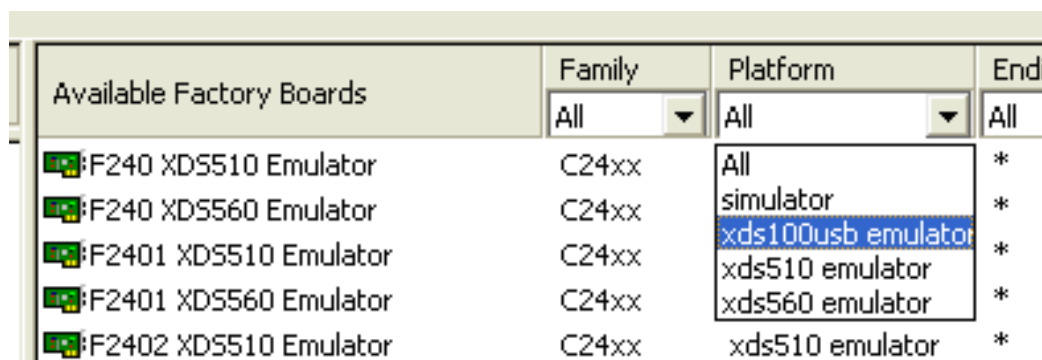 Available Factory Boards Family Platform
All All All
F240 XDS510 Emulator C24xx All *
simulator
F240 XDS560 Emulator C24xx *
xds100usb emulator
F2401 XDS510 Emulator C24xx *
xds510 emulator
F2401 XDS560 Emulator C24xx xds560 emulator *
F2402 XDS510 Emulator C24xx xds510 emulator *